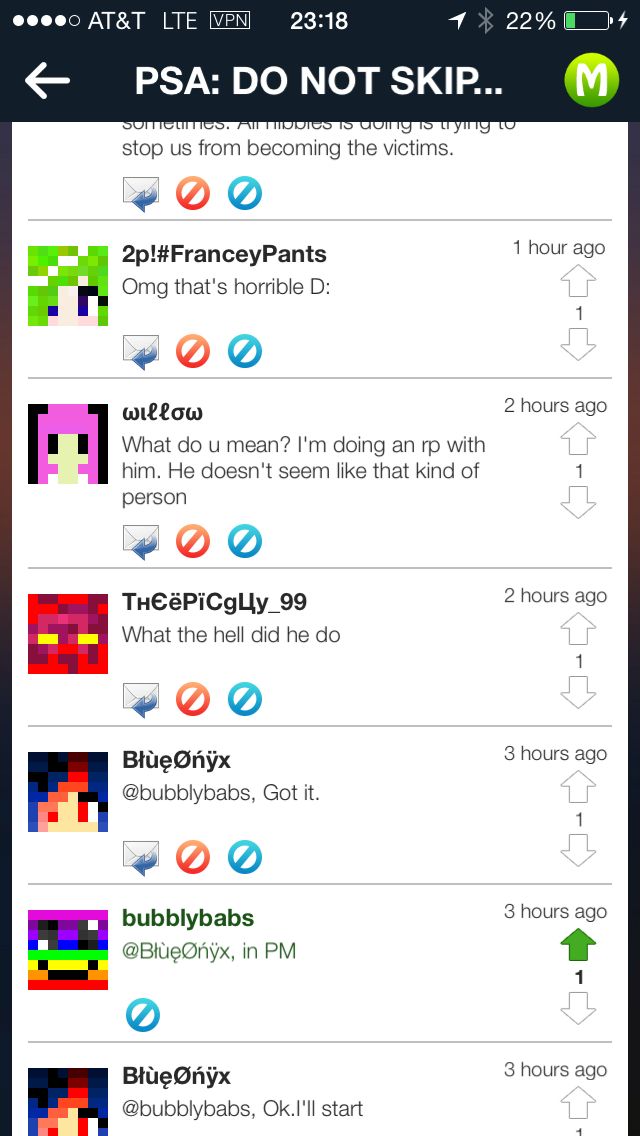 AT&T LTE VPN 23:18 22%
PSA: DO NOT SKIP...
M
sometimes. All nibbles is doing is trying to
stop us from becoming the victims.
2p!#FranceyPants
1 hour ago
Omg that's horrible D:
1
ωιℓℓσω
2 hours ago
What do u mean? I'm doing an rp with
him. He doesn't seem like that kind of
person
1
TнЄëPïCgЦy_99
2 hours ago
What the hell did he do
1
BłùęØńÿx
3 hours ago
@bubblybabs, Got it.
1
bubblybabs
3 hours ago
@BłùęØńÿx, in PM
1
BłùęØńÿx
3 hours ago
@bubblybabs, Ok.I'll start
1